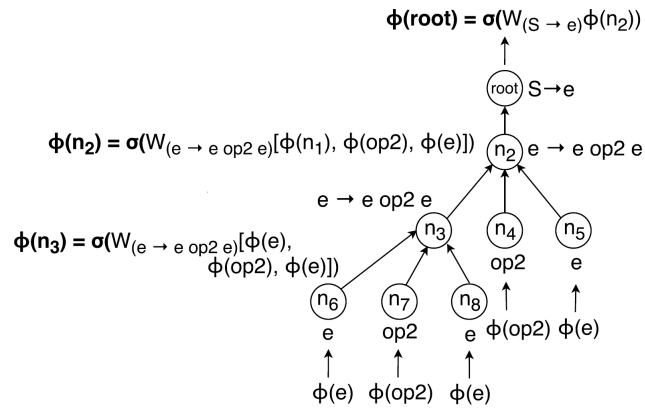 ϕ(root) = σ(W(S → e)ϕ(n2))
root S→e
ϕ(n2) = σ(W(e → e op2 e)[ϕ(n1), ϕ(op2), ϕ(e)])
n2 e → e op2 e
e → e op2 e
ϕ(n3) = σ(W(e → e op2 e)[ϕ(e),
ϕ(op2), ϕ(e)])
n3 n4 n5
op2 e
n6 n7 n8
e op2 e
ϕ(op2) ϕ(e)
ϕ(e) ϕ(op2) ϕ(e)